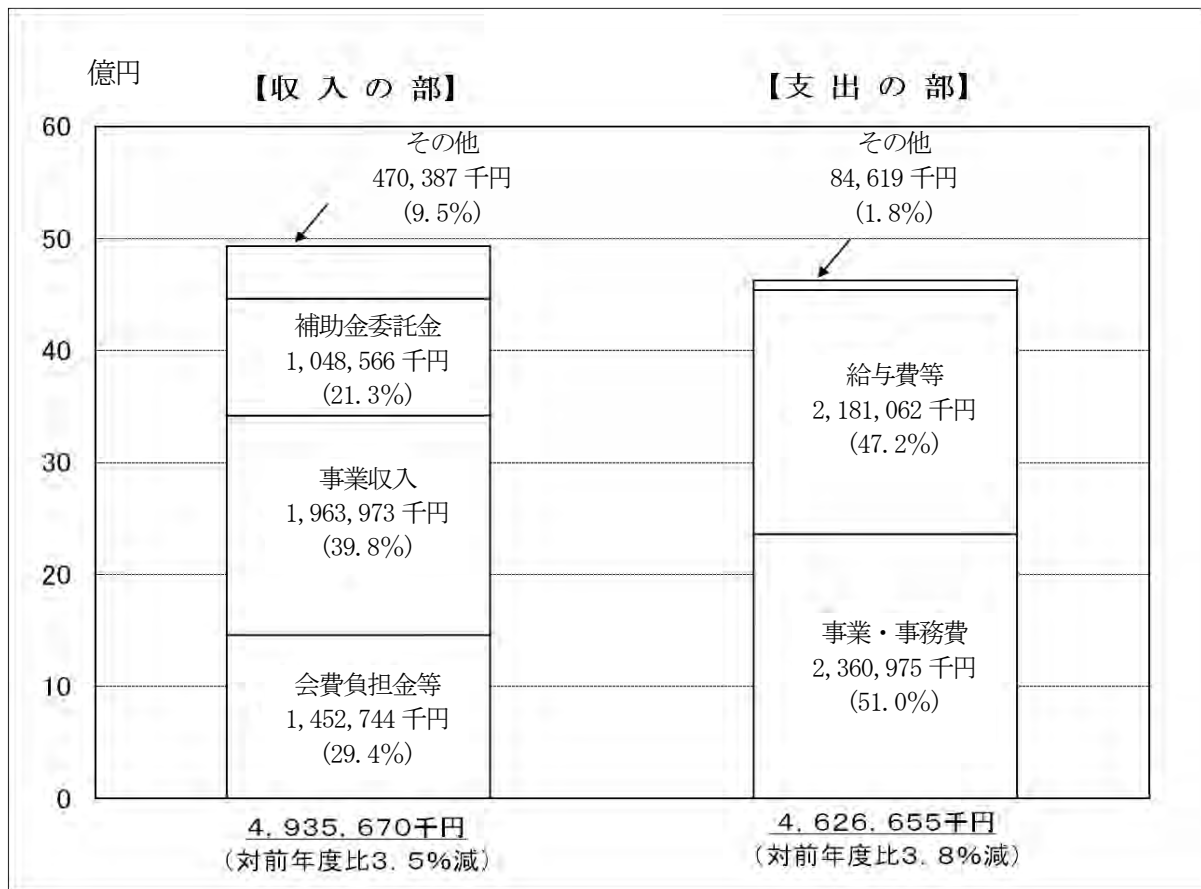 億円
【収 入 の 部】
【支 出 の 部】
60
50
40
30
20
10
0
その他
470,387 千円
(9.5%)
補助金委託金
1,048,566 千円
(21.3%)
事業収入
1,963,973 千円
(39.8%)
会費負担金等
1,452,744 千円
(29.4%)
4,935,670千円
(対前年度比3.5%減)
その他
84,619 千円
(1.8%)
給与費等
2,181,062 千円
(47.2%)
事業・事務費
2,360,975 千円
(51.0%)
4,626,655千円
(対前年度比3.8%減)